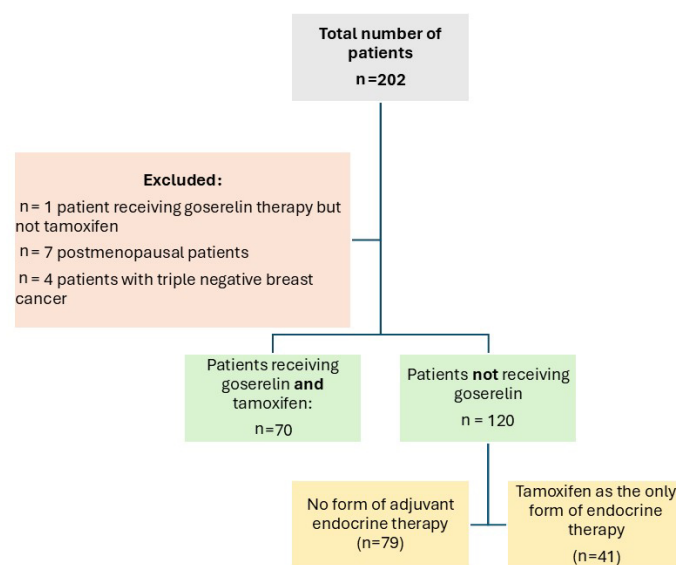 Total number of
patients
n=202
Excluded:
n= 1 patient receiving goserelin therapy but
not tamoxifen
n= 7 postmenopausal patients
n= 4 patients with triple negative breast
cancer
Patients receiving
goserelin and
tamoxifen:
n=70
Patients not receiving
goserelin
n = 120
No form of adjuvant
endocrine therapy
(n=79)
Tamoxifen as the only
form of endocrine
therapy
(n=41)